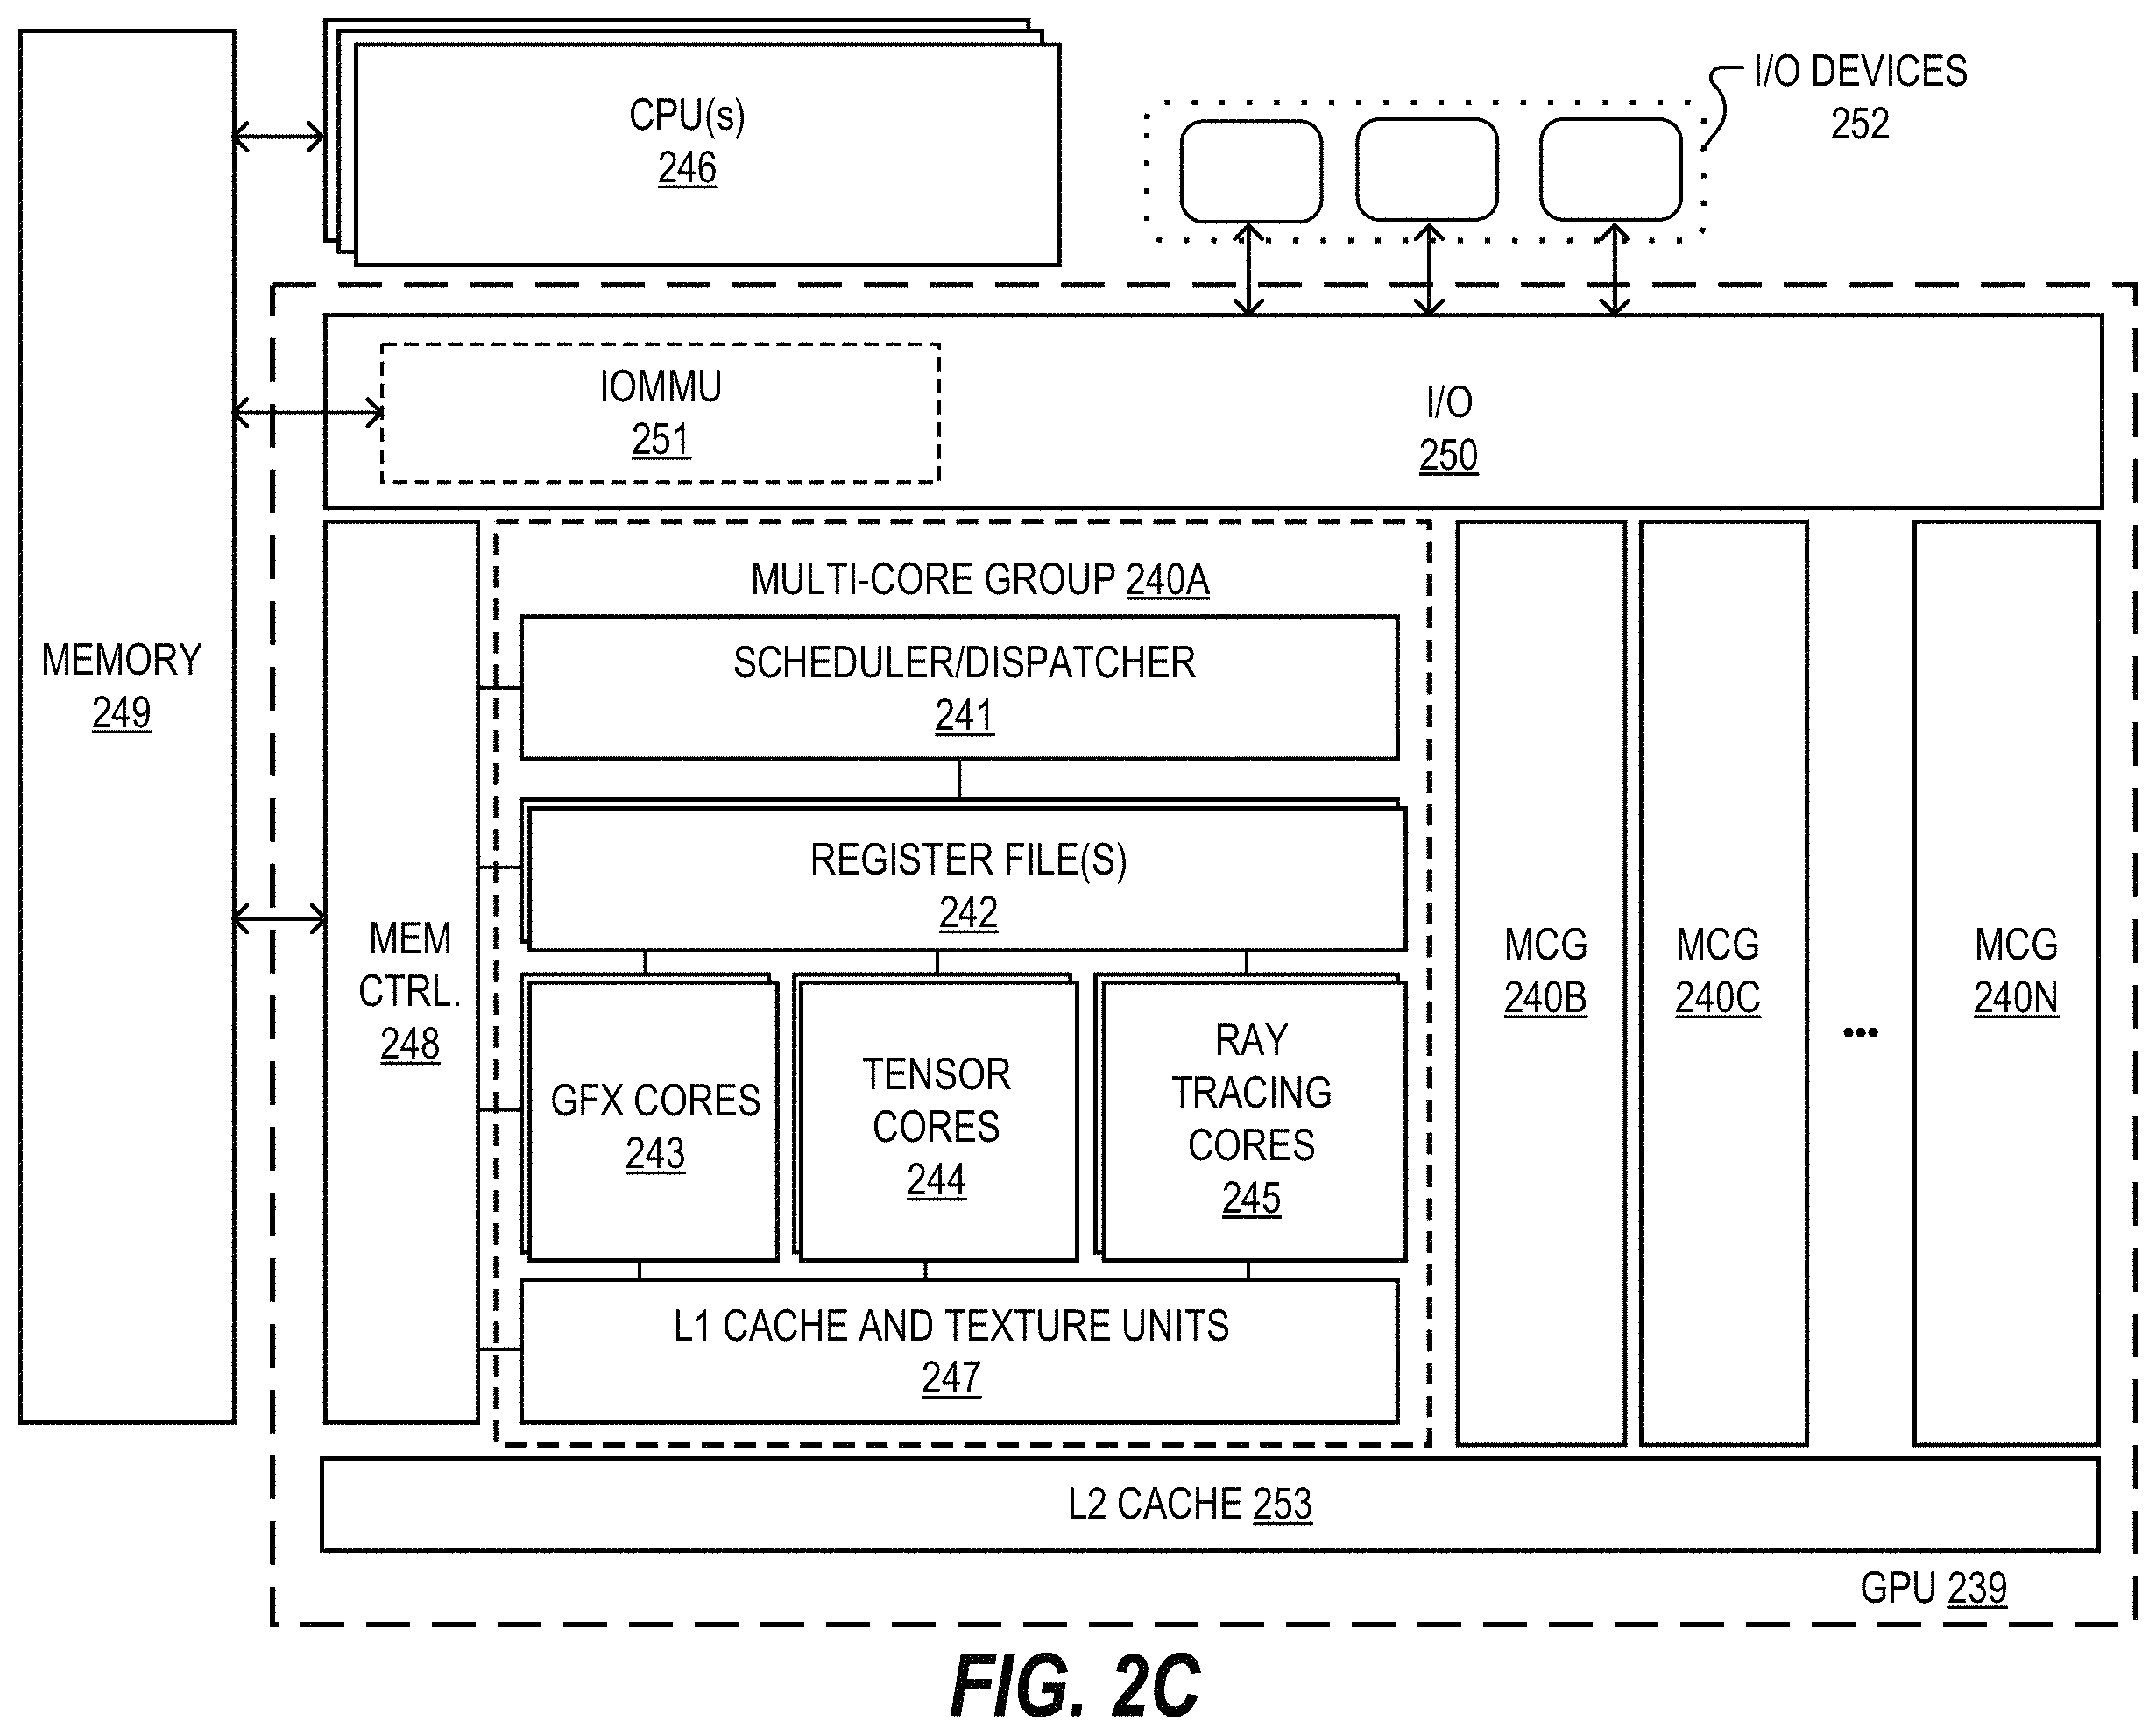 CPU(s)
246
I/O DEVICES
252
IOMMU
251
I/O
250
MEMORY
249
MULTI-CORE GROUP 240A
SCHEDULER/DISPATCHER
241
REGISTER FILE(S)
242
MEM
CTRL.
248
GFX CORES
243
TENSOR
CORES
244
RAY
TRACING
CORES
245
L1 CACHE AND TEXTURE UNITS
247
MCG
240B
MCG
240C
...
MCG
240N
L2 CACHE 253
GPU 239
FIG. 2C